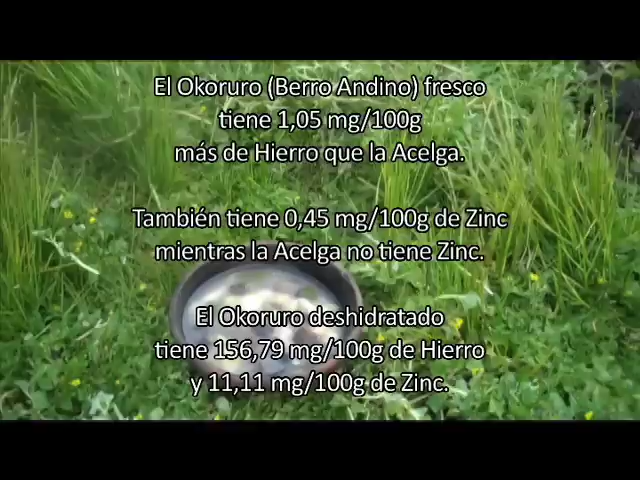 El Okoruro (Berro Andino) fresco
tiene 1,05 mg/100g
más de Hierro que la Acelga.
También tiene 0,45 mg/100g de Zinc
mientras la Acelga no tiene Zinc.
El Okoruro deshidratado
tiene 156,79 mg/100g de Hierro
y 11,11 mg/100g de Zinc.